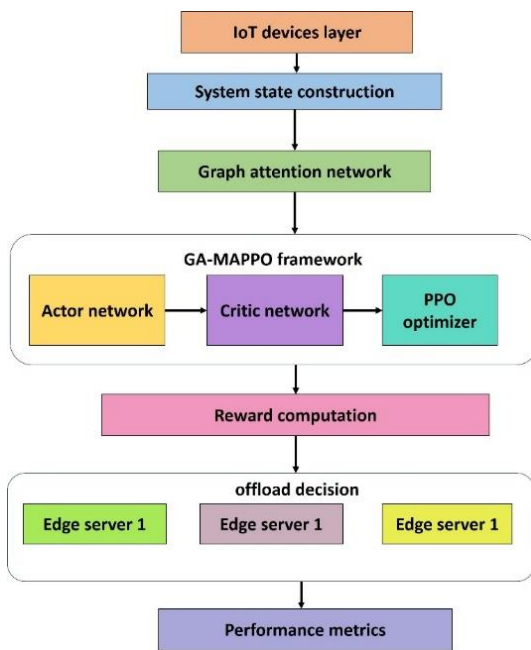 IoT devices layer
System state construction
Graph attention network
GA-MAPPO framework
Actor network
Critic network
PPO
optimizer
Reward computation
offload decision
Edge server 1
Edge server 1
Edge server 1
Performance metrics